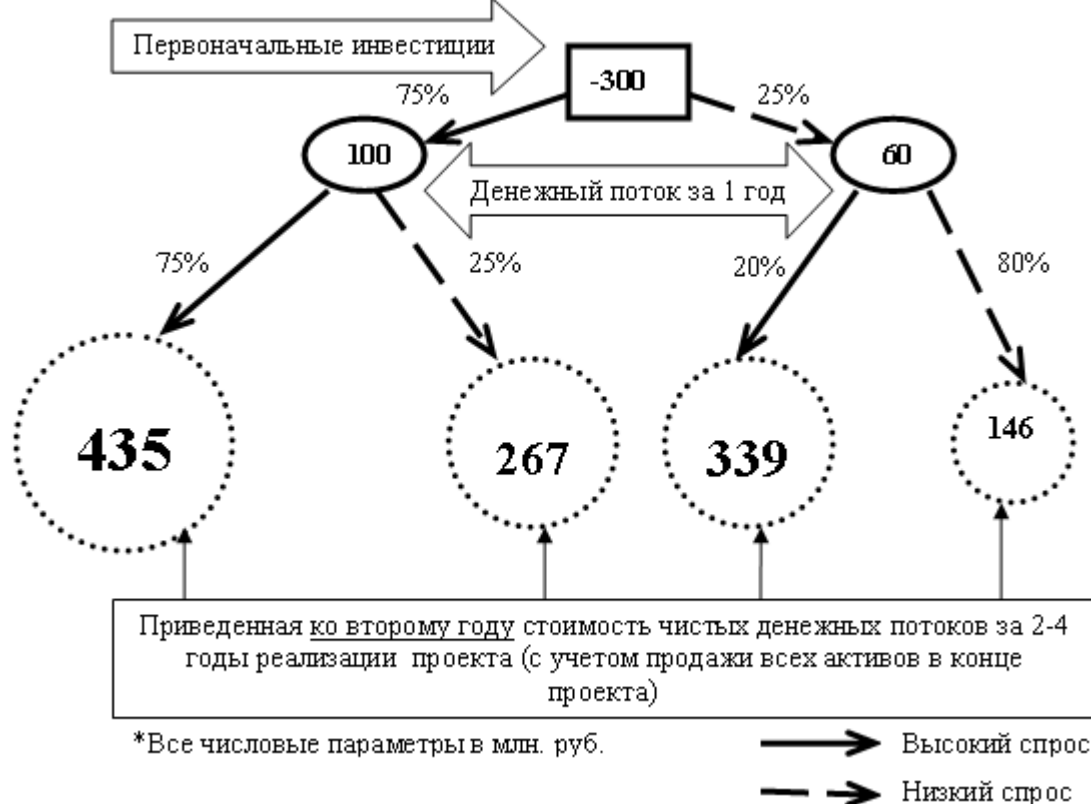 Первоначальные инвестиции
-300
75%
25%
100
60
Денежный поток за 1 год
75%
25%
20%
80%
435
267
339
146
Приведенная ко второму году стоимость чистых денежных потоков за 2-4
годы реализации проекта (с учетом продажи всех активов в конце
проекта)
*Все числовые параметры в млн. руб.
Высокий спрос
Низкий спрос